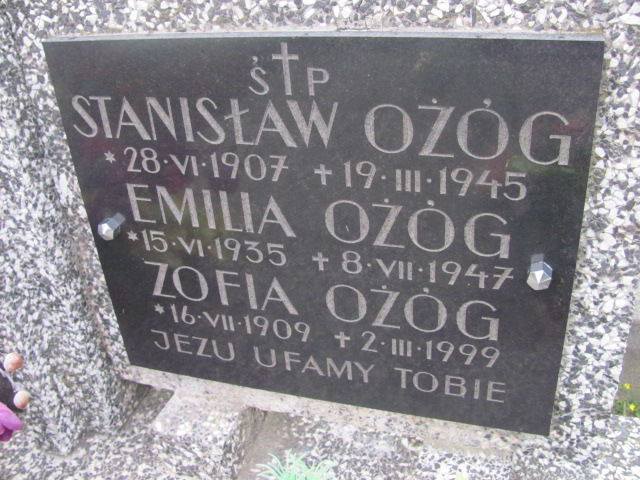 Ś†P
STANISŁAW OŻÓG
*28·VI·1907 †19·III·1945
EMILIA OŻÓG
*15·VI·1935 †8·VII·1947
ZOFIA OŻÓG
*16·VII·1909 †2·III·1999
JEZU UFAMY TOBIE